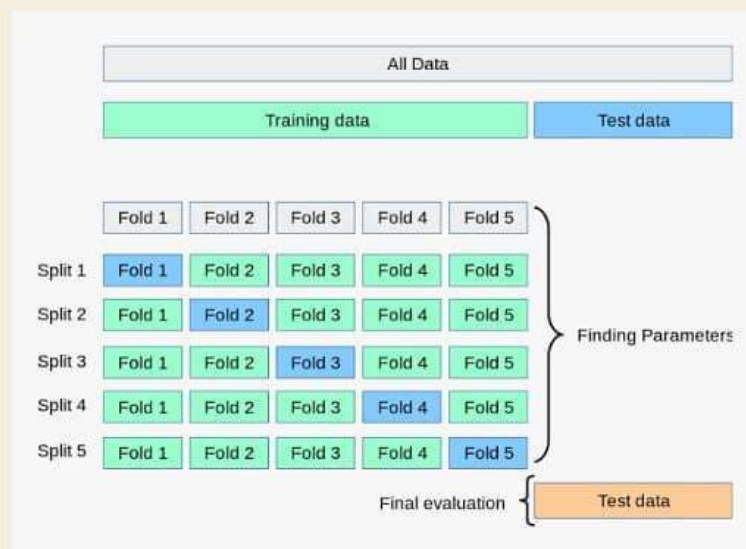 All Data
Training data Test data
Fold 1 Fold 2 Fold 3 Fold 4 Fold 5
Split 1 Fold 1 Fold 2 Fold 3 Fold 4 Fold 5
Split 2 Fold 1 Fold 2 Fold 3 Fold 4 Fold 5
Finding Parameters
Split 3 Fold 1 Fold 2 Fold 3 Fold 4 Fold 5
Split 4 Fold 1 Fold 2 Fold 3 Fold 4 Fold 5
Split 5 Fold 1 Fold 2 Fold 3 Fold 4 Fold 5
Final evaluation Test data